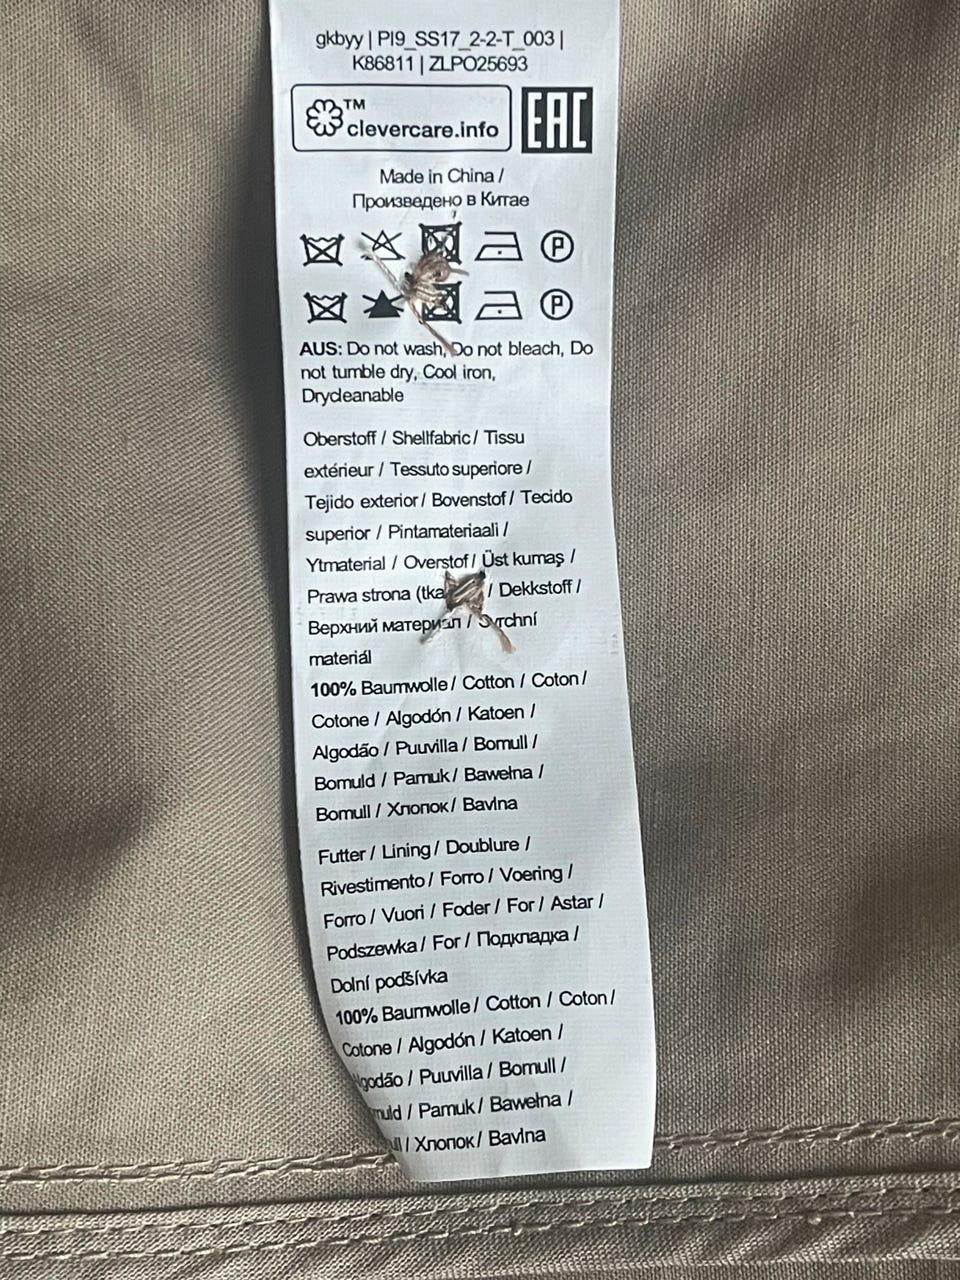 gkbyy | PI9_SS17_2-2-T_003 |
K86811 | ZLPO25693
TM
clevercare.info
EAC
Made in China /
Произведено в Китае
P
P
AUS: Do not wash, Do not bleach, Do
not tumble dry, Cool iron,
Drycleanable
Oberstoff / Shellfabric / Tissu
extérieur / Tessuto superiore /
Tejido exterior / Bovenstof / Tecido
superior / Pintamateriaali /
Ytmaterial / Overstof / Üst kumaş /
Prawa strona / Dekkstoff /
Верхний материал /
materiál
100% Baumwolle / Cotton / Coton /
Cotone / Algodón / Katoen /
Algodão / Puuvilla / Bomull /
Bomuld / Pamuk / Bawełna /
Bomull / Хлопок / Bavlna
Futter / Lining / Doublure /
Rivestimento / Forro / Voering /
Forro / Vuori / Foder / For / Astar /
Podszewka / For / Подкладка /
Dolní podšívka
100% Baumwolle / Cotton / Coton /
Cotone / Algodón / Katoen /
/ Puuvilla / Bomull /
/ Pamuk / Bawełna /
/ Хлопок / Bavlna